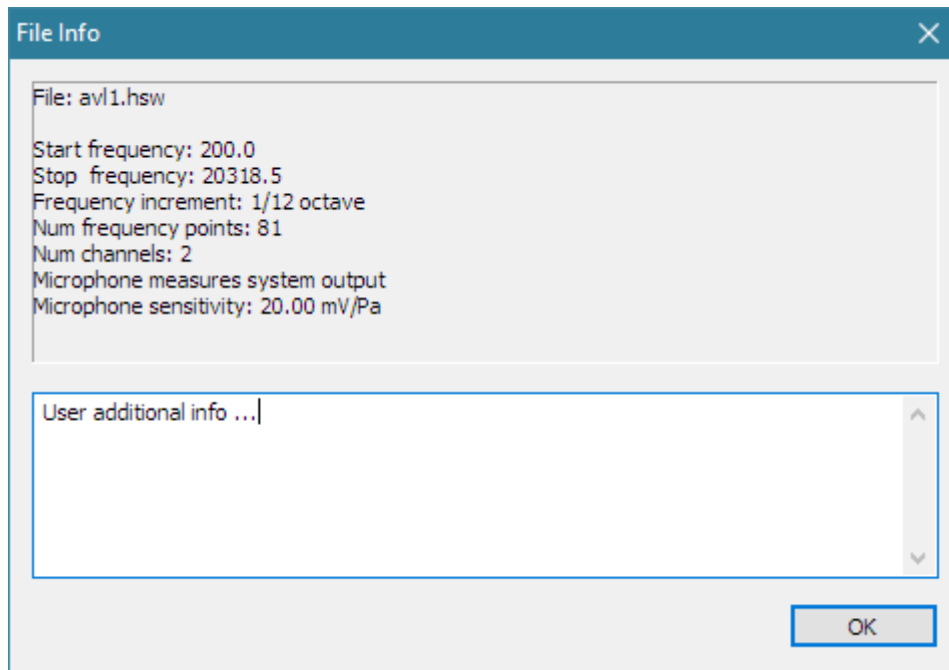 File Info
File: avl1.hsw
Start frequency: 200.0
Stop  frequency: 20318.5
Frequency increment: 1/12 octave
Num frequency points: 81
Num channels: 2
Microphone measures system output
Microphone sensitivity: 20.00 mV/Pa
User additional info ...
OK